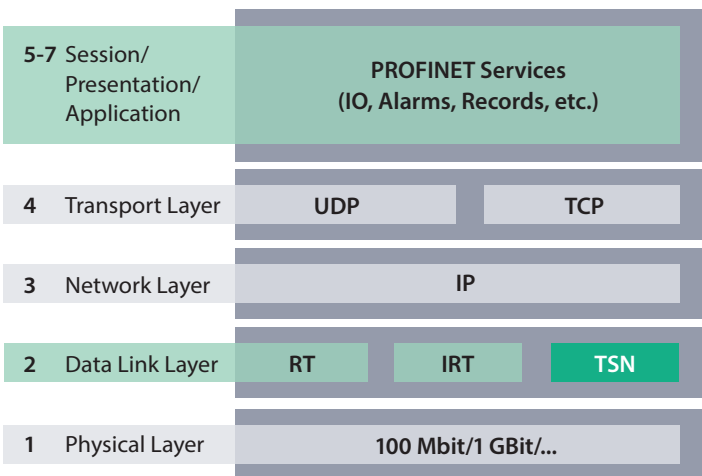 5-7 Session/
Presentation/
Application
PROFINET Services
(IO, Alarms, Records, etc.)
4 Transport Layer
UDP
TCP
3 Network Layer
IP
2 Data Link Layer
RT
IRT
TSN
1 Physical Layer
100 Mbit/1 GBit/...